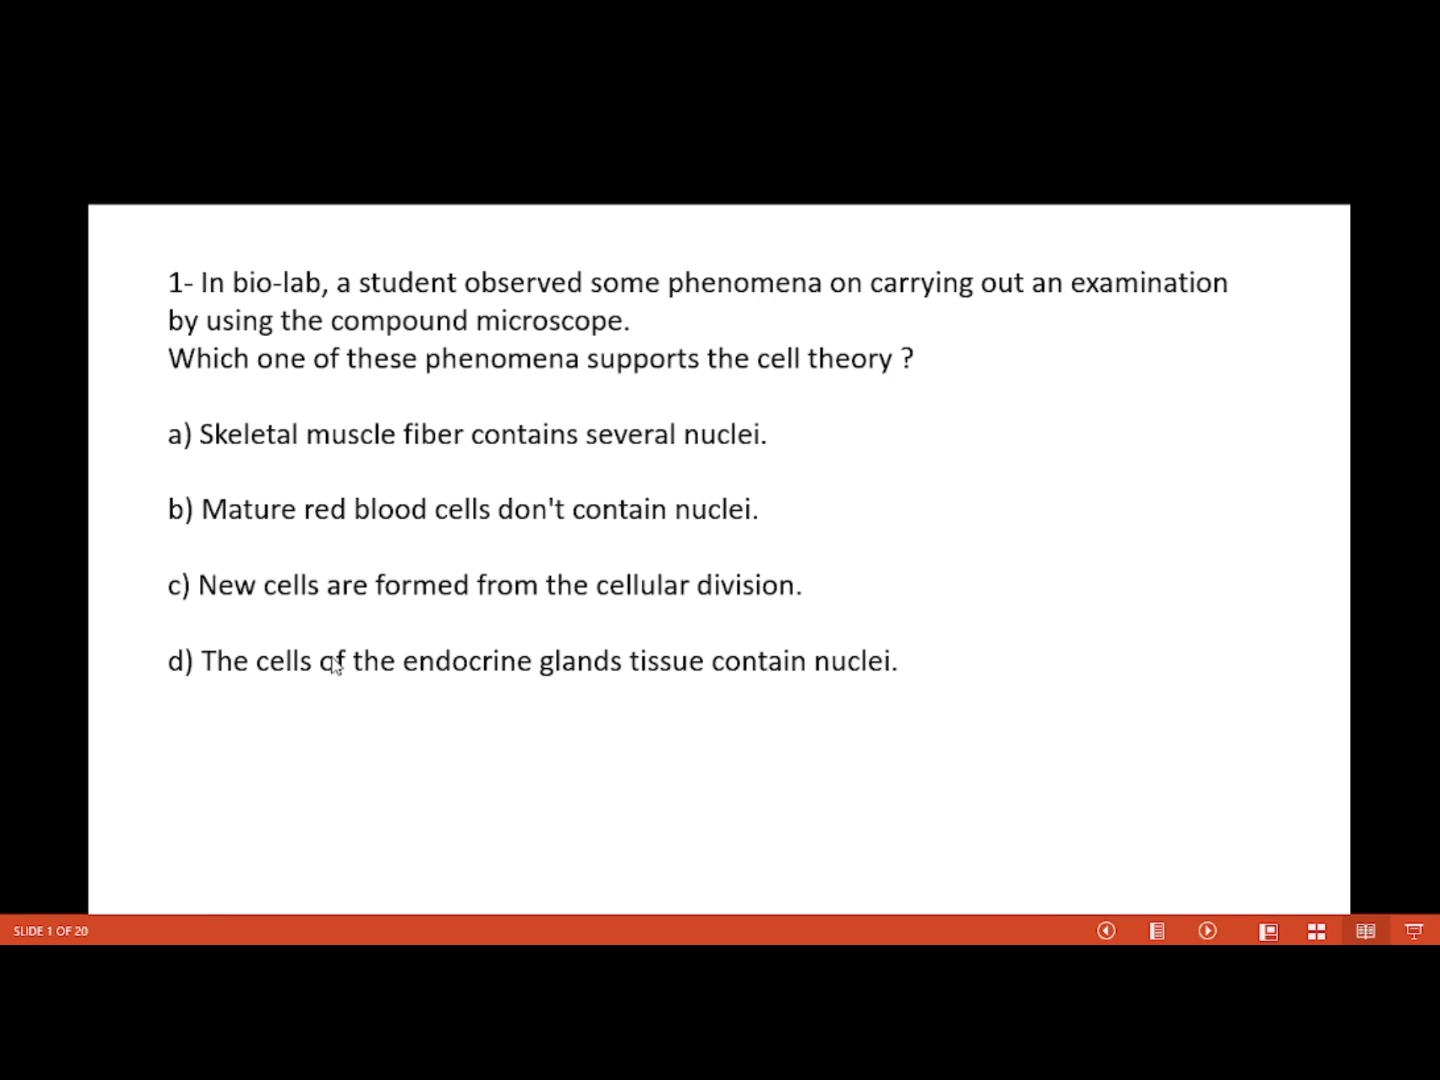 1- In bio-lab, a student observed some phenomena on carrying out an examination
by using the compound microscope.
Which one of these phenomena supports the cell theory ?
a) Skeletal muscle fiber contains several nuclei.
b) Mature red blood cells don't contain nuclei.
c) New cells are formed from the cellular division.
d) The cells of the endocrine glands tissue contain nuclei.
SLIDE 1 OF 20